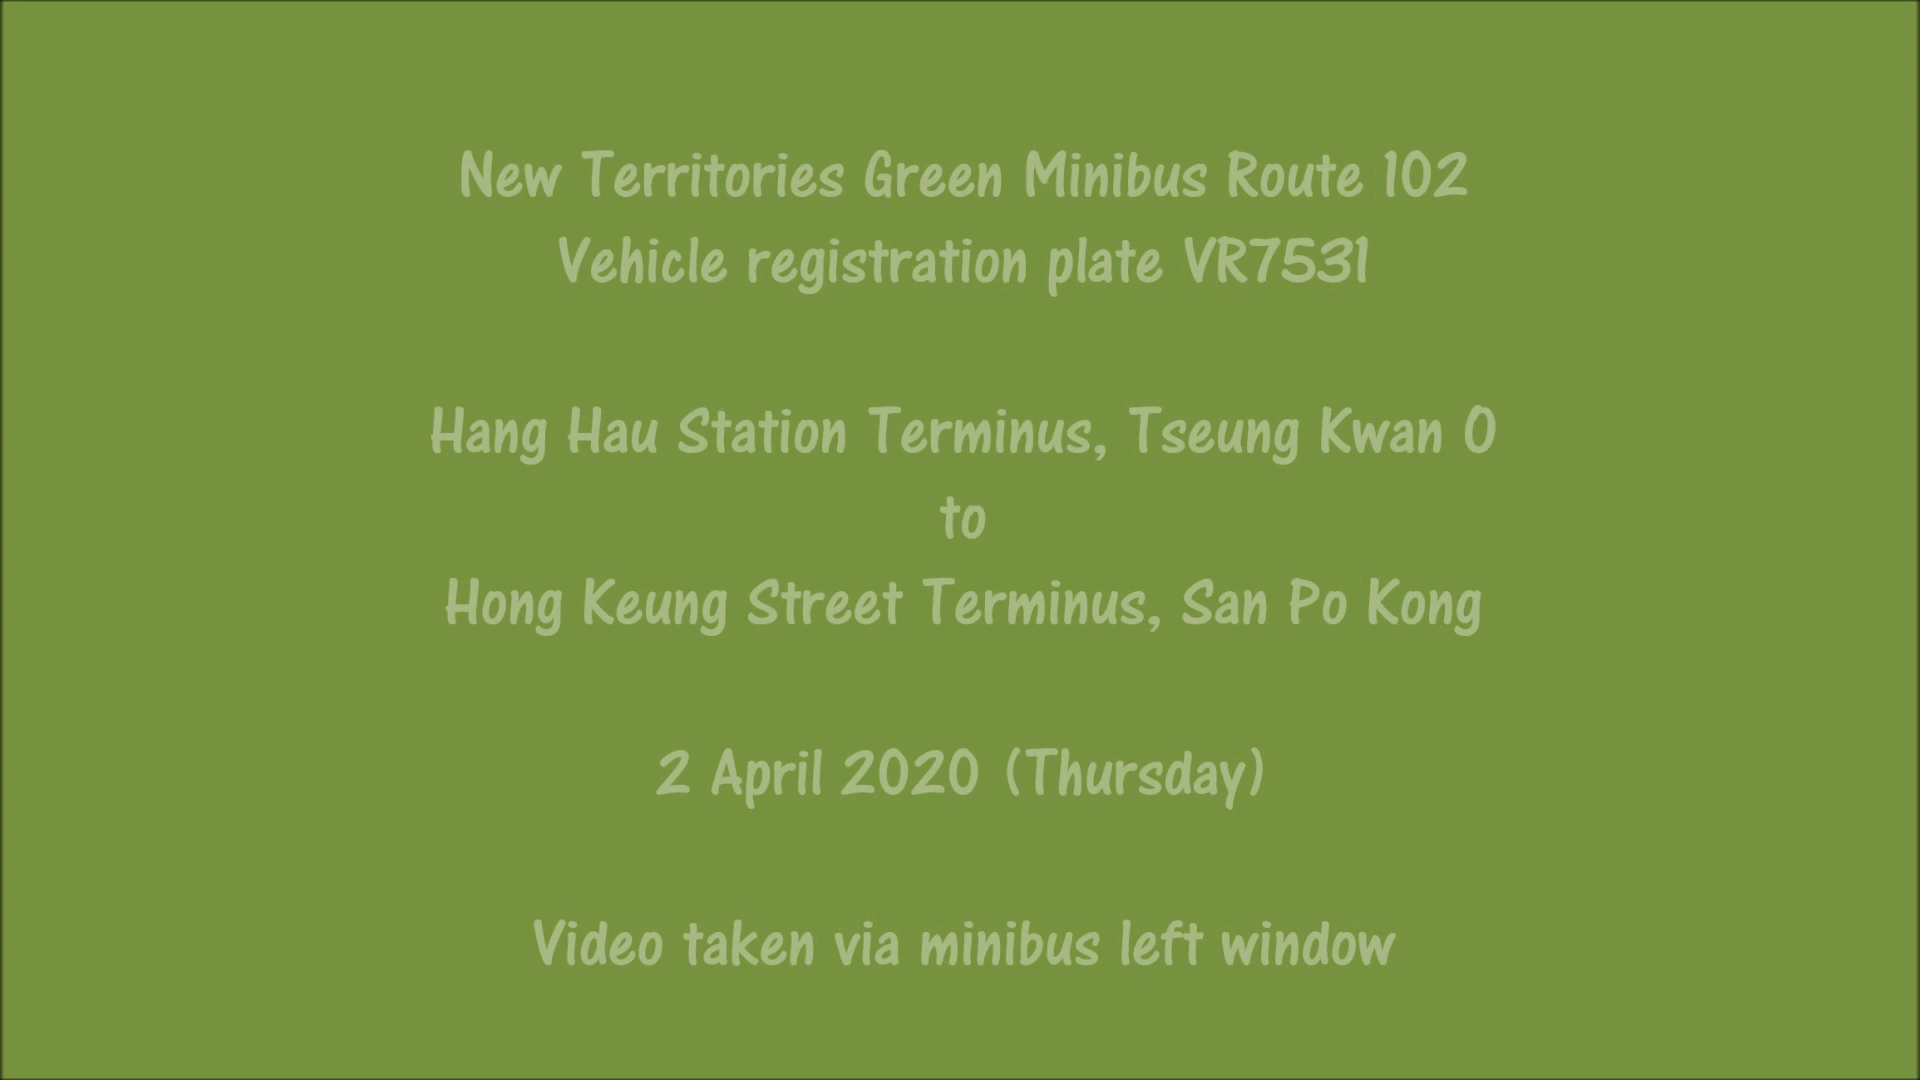 New Territories Green Minibus Route 102
Vehicle registration plate VR7531
Hang Hau Station Terminus, Tseung Kwan O
to
Hong Keung Street Terminus, San Po Kong
2 April 2020 (Thursday)
Video taken via minibus left window